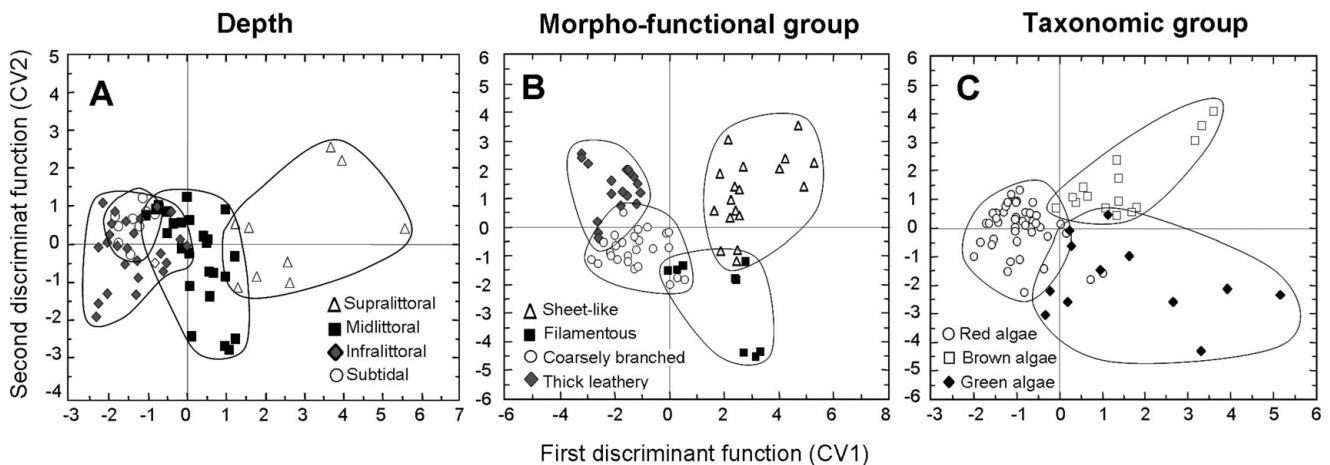 Depth
Morpho-functional group
Taxonomic group
Second discriminat function (CV2)
A
5
4
3
2
1
0
-1
-2
-3
-4
-3 -2 -1 0 1 2 3 4 5 6 7
Supralittoral
Midlittoral
Infralittoral
Subtidal
B
6
5
4
3
2
1
0
-1
-2
-3
-4
-5
-6
-6 -4 -2 0 2 4 6 8
Sheet-like
Filamentous
Coarsely branched
Thick leathery
C
6
5
4
3
2
1
0
-1
-2
-3
-4
-5
-6
-3 -2 -1 0 1 2 3 4 5 6
Red algae
Brown algae
Green algae
First discriminant function (CV1)